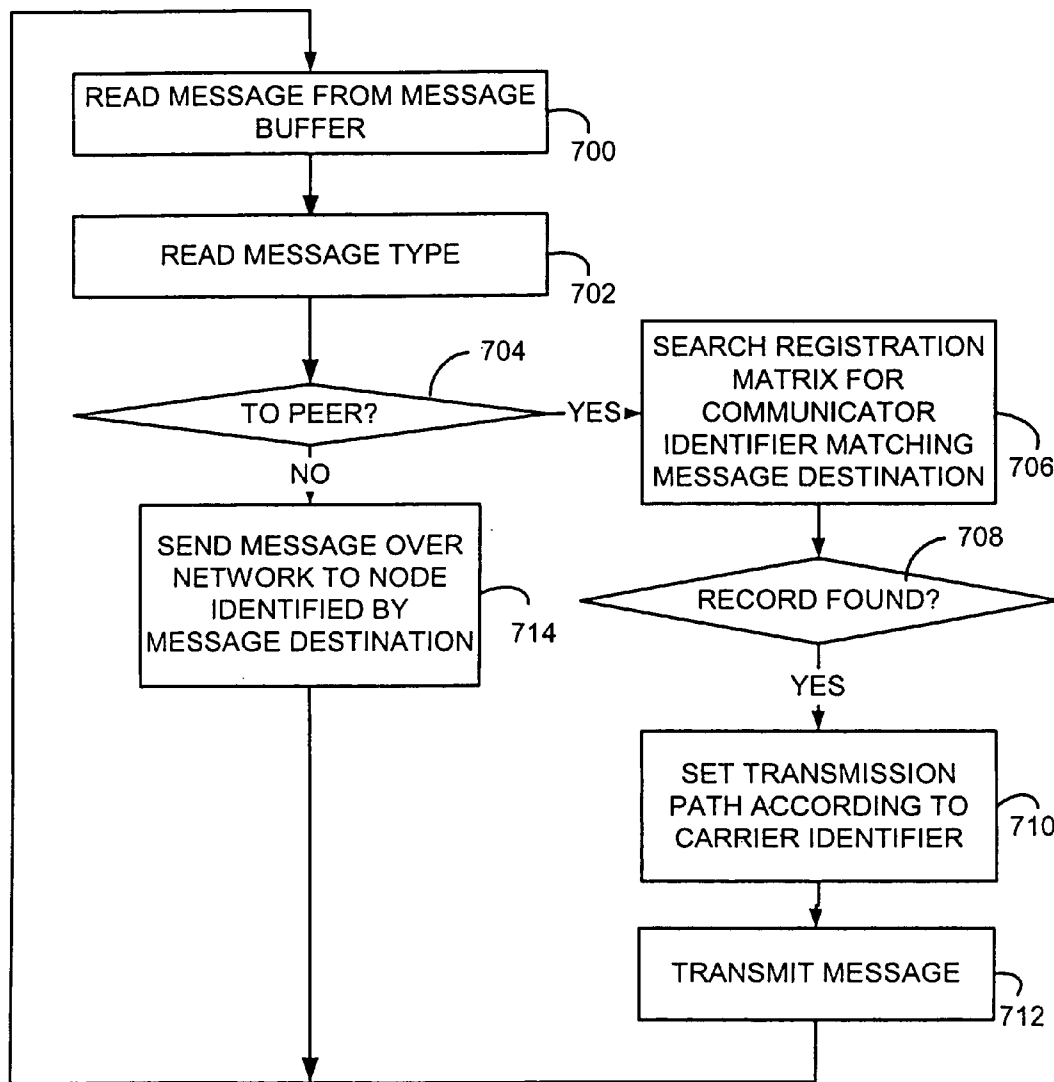 READ MESSAGE FROM MESSAGE
BUFFER
700
READ MESSAGE TYPE
702
704
TO PEER?
YES
NO
SEARCH REGISTRATION
MATRIX FOR
COMMUNICATOR
IDENTIFIER MATCHING
MESSAGE DESTINATION
706
708
RECORD FOUND?
YES
SEND MESSAGE OVER
NETWORK TO NODE
IDENTIFIED BY
MESSAGE DESTINATION
714
SET TRANSMISSION
PATH ACCORDING TO
CARRIER IDENTIFIER
710
TRANSMIT MESSAGE
712